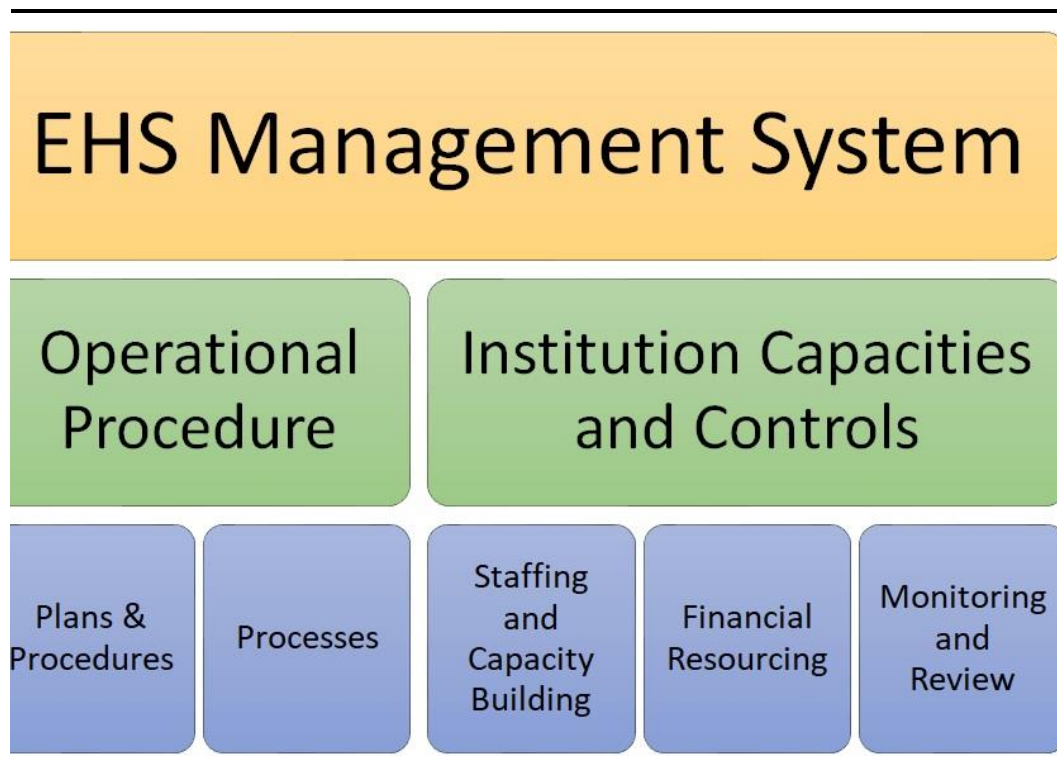 EHS Management System
Operational
Procedure
Institution Capacities
and Controls
Plans &
Procedures
Processes
Staffing
and
Capacity
Building
Financial
Resourcing
Monitoring
and
Review